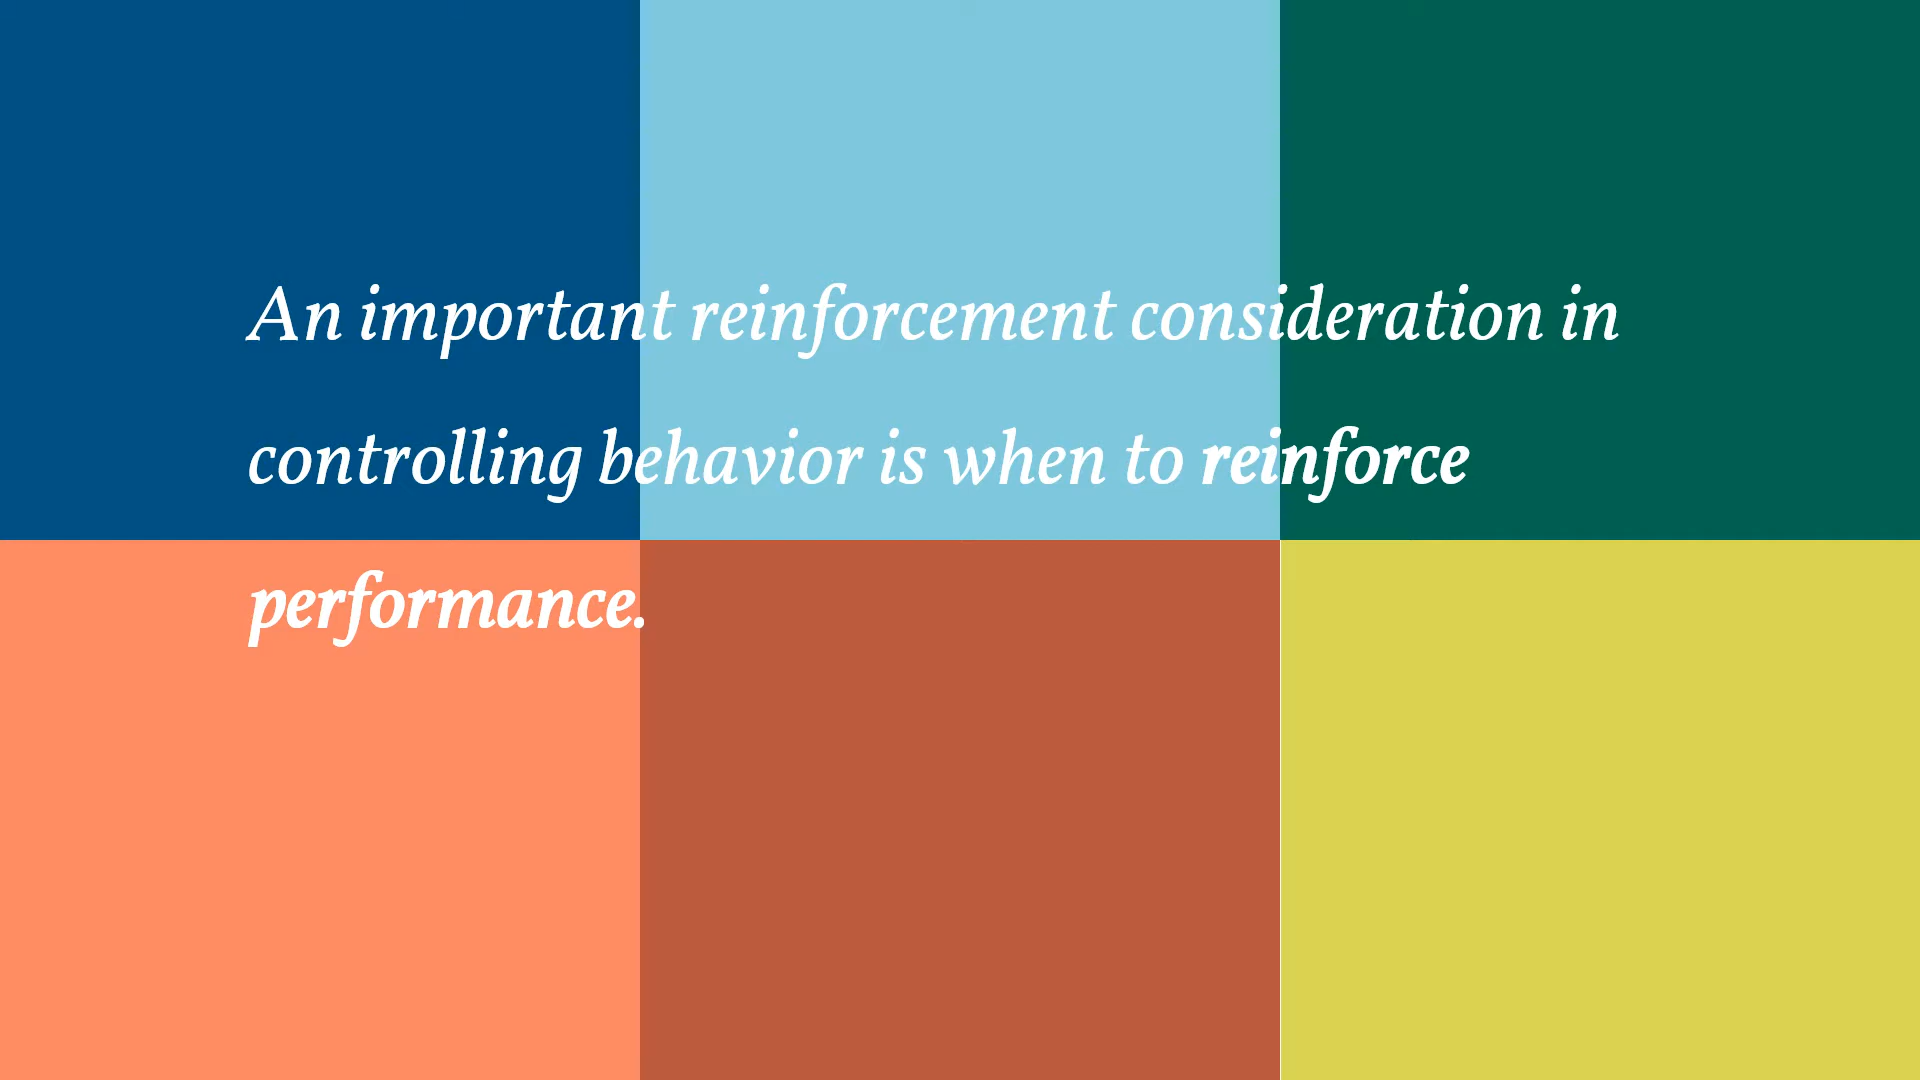 An important reinforcement consideration in
controlling behavior is when to reinforce
performance.